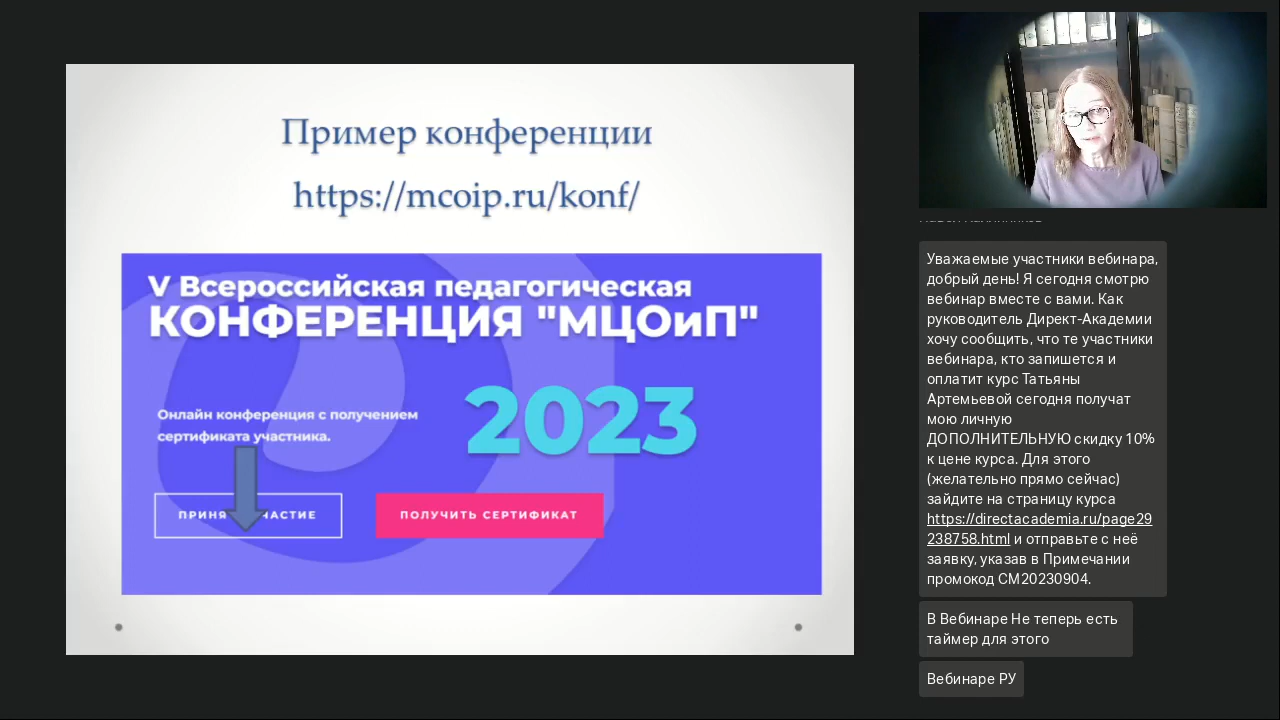 Пример конференции
https://mcoip.ru/konf/
V Всероссийская педагогическая
КОНФЕРЕНЦИЯ "МЦОиП"
2023
Онлайн конференция с получением
сертификата участника.
ПОЛУЧИТЬ СЕРТИФИКАТ
Уважаемые участники вебинара,
добрый день! Я сегодня смотрю
вебинар вместе с вами. Как
руководитель Директ-Академии
хочу сообщить, что те участники
вебинара, кто запишется и
оплатит курс Татьяны
Артемьевой сегодня получат
мою личную
ДОПОЛНИТЕЛЬНУЮ скидку 10%
к цене курса. Для этого
(желательно прямо сейчас)
зайдите на страницу курса
https://directacademia.ru/page29
238758.html и отправьте с неё
заявку, указав в Примечании
промокод СМ20230904.
В Вебинаре Не теперь есть
таймер для этого
Вебинаре РУ